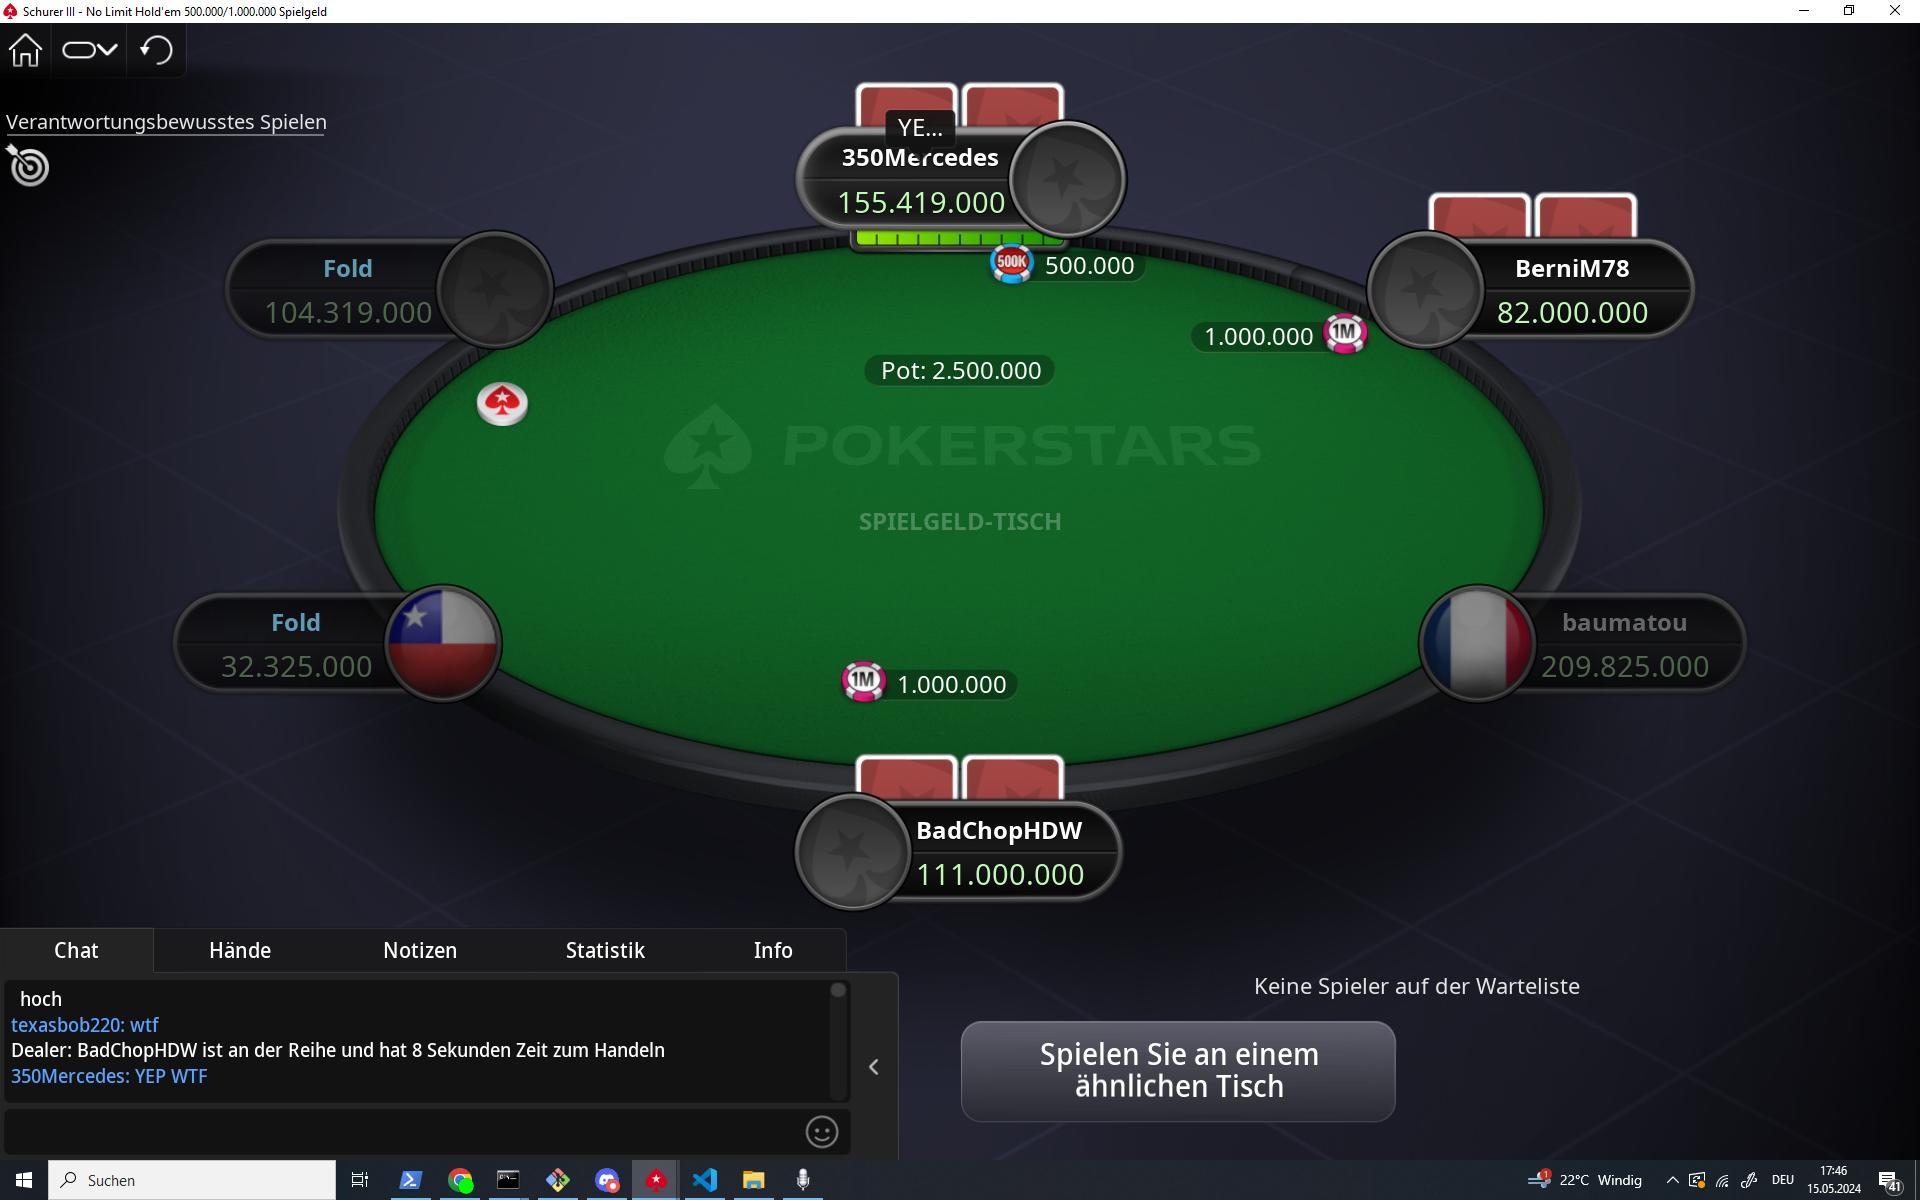 Schurer III - No Limit Hold'em 500.000/1.000.000 Spielgeld
Verantwortungsbewusstes Spielen
YE...
350Mercedes
155.419.000
Fold
104.319.000
500K
500.000
BerniM78
82.000.000
1.000.000
1M
Pot: 2.500.000
POKERSTARS
SPIELGELD-TISCH
Fold
32.325.000
baumatou
209.825.000
1M
1.000.000
BadChopHDW
111.000.000
Chat
Hände
Notizen
Statistik
Info
hoch
texasbob220: wtf
Dealer: BadChopHDW ist an der Reihe und hat 8 Sekunden Zeit zum Handeln
350Mercedes: YEP WTF
Keine Spieler auf der Warteliste
Spielen Sie an einem
ähnlichen Tisch
Suchen
1
22°C Windig
DEU
17:46
15.05.2024
41